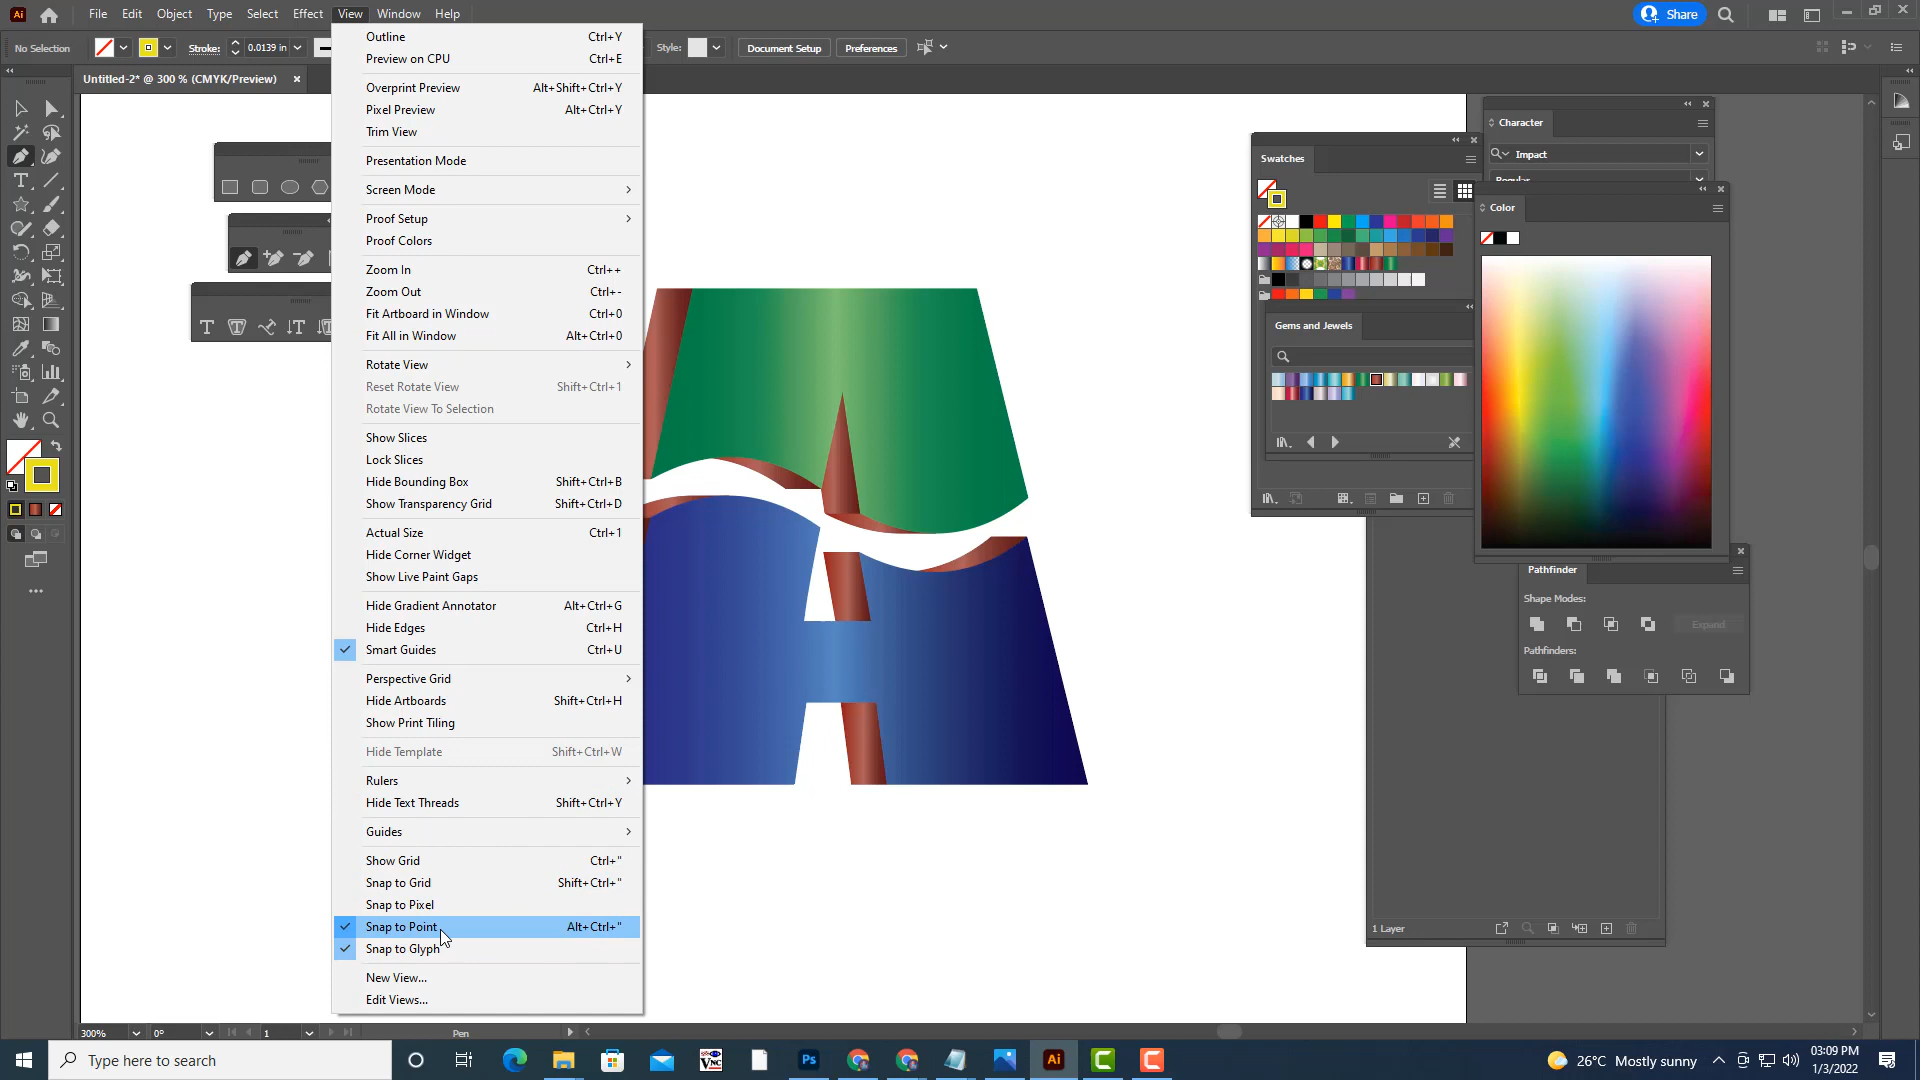 Ai File Edit Object Type Select Effect View Window Help Share
No Selection Stroke: 0.0139 in Style: Document Setup Preferences
Untitled-2* @ 300 % (CMYK/Preview)
Outline Ctrl+Y
Preview on CPU Ctrl+E
Overprint Preview Alt+Shift+Ctrl+Y
Pixel Preview Alt+Ctrl+Y
Trim View
Presentation Mode
Screen Mode
Proof Setup
Proof Colors
Zoom In Ctrl++
Zoom Out Ctrl+-
Fit Artboard in Window Ctrl+0
Fit All in Window Alt+Ctrl+0
Rotate View
Reset Rotate View Shift+Ctrl+1
Rotate View To Selection
Show Slices
Lock Slices
Hide Bounding Box Shift+Ctrl+B
Show Transparency Grid Shift+Ctrl+D
Actual Size Ctrl+1
Hide Corner Widget
Show Live Paint Gaps
Hide Gradient Annotator Alt+Ctrl+G
Hide Edges Ctrl+H
Smart Guides Ctrl+U
Perspective Grid
Hide Artboards Shift+Ctrl+H
Show Print Tiling
Hide Template Shift+Ctrl+W
Rulers
Hide Text Threads Shift+Ctrl+Y
Guides
Show Grid Ctrl+"
Snap to Grid Shift+Ctrl+"
Snap to Pixel
Snap to Point Alt+Ctrl+"
Snap to Glyph
New View...
Edit Views...
Character
Impact
Regular
Swatches
Color
Gems and Jewels
Pathfinder
Shape Modes:
Expand
Pathfinders:
1 Layer
300% 0° 1 Pen
Type here to search
VNC Ps Ai
26°C Mostly sunny
03:09 PM
1/3/2022